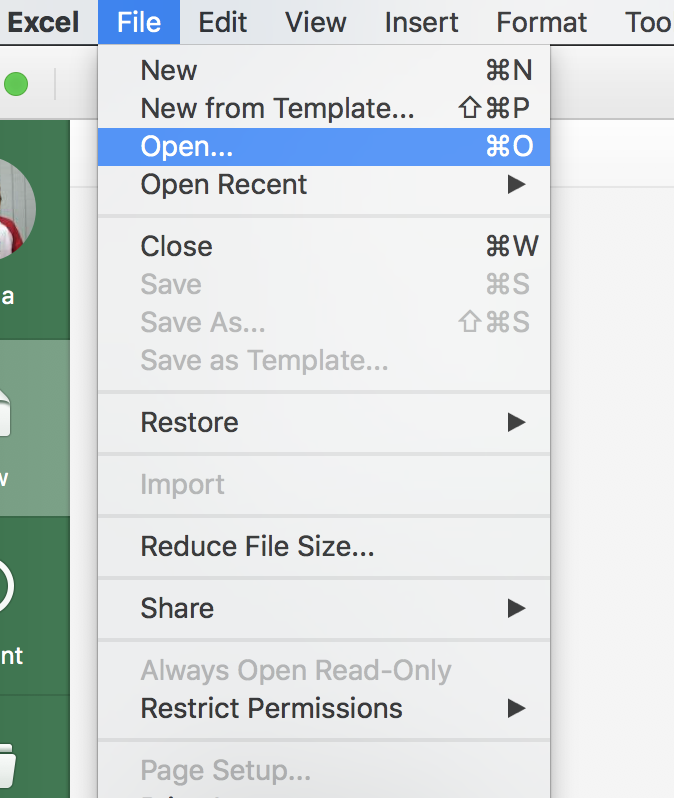 Excel File Edit View Insert Format Too
New ⌘N
New from Template... ⇧⌘P
Open... ⌘O
Open Recent ▶
Close ⌘W
Save ⌘S
Save As... ⇧⌘S
Save as Template...
Restore ▶
Import
Reduce File Size...
Share ▶
Always Open Read-Only
Restrict Permissions ▶
Page Setup...
a
w
nt